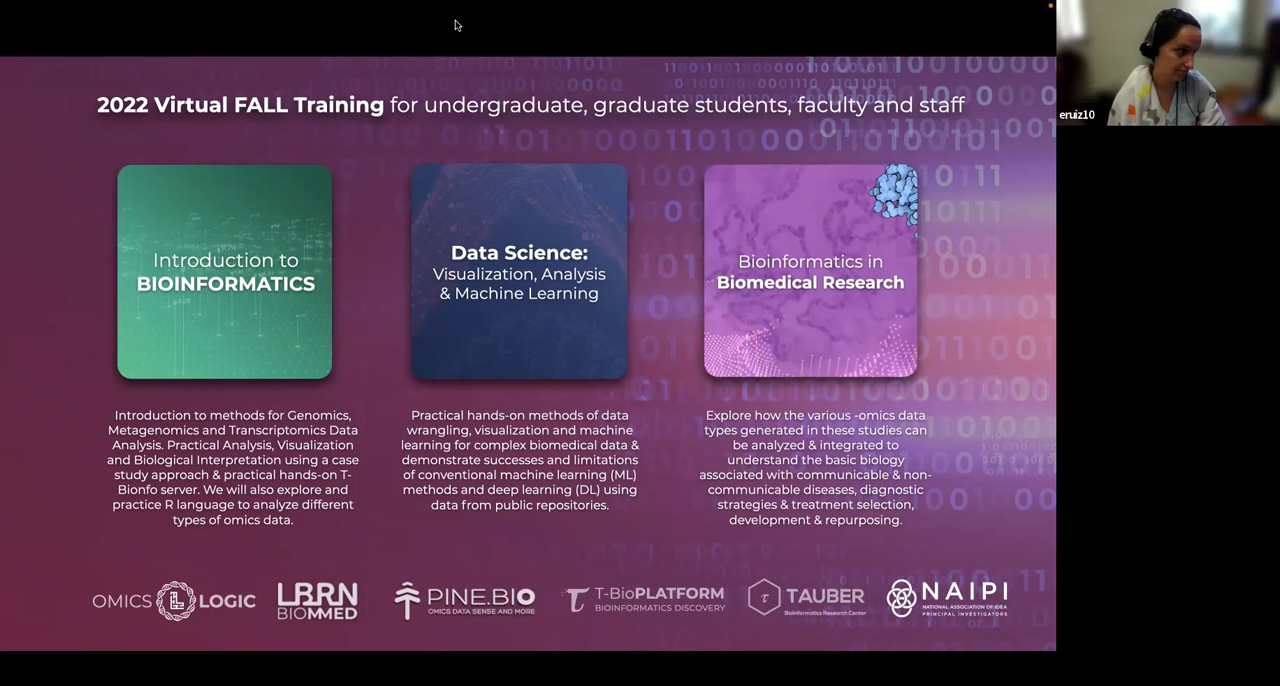 2022 Virtual FALL Training for undergraduate, graduate students, faculty and staff
eruiz10
Introduction to
BIOINFORMATICS
Data Science:
Visualization, Analysis
& Machine Learning
Bioinformatics in
Biomedical Research
Introduction to methods for Genomics,
Metagenomics and Transcriptomics Data
Analysis. Practical Analysis, Visualization
and Biological Interpretation using a case
study approach & practical hands-on T-
Bionfo server. We will also explore and
practice R language to analyze different
types of omics data.
Practical hands-on methods of data
wrangling, visualization and machine
learning for complex biomedical data &
demonstrate successes and limitations
of conventional machine learning (ML)
methods and deep learning (DL) using
data from public repositories.
Explore how the various -omics data
types generated in these studies can
be analyzed & integrated to
understand the basic biology
associated with communicable & non-
communicable diseases, diagnostic
strategies & treatment selection,
development & repurposing.
OMICS LOGIC
LBRN
BIOMMED
PINE.BIO
OMICS DATA SENSE AND MORE
T-BioPLATFORM
BIOINFORMATICS DISCOVERY
TAUBER
Bioinformatics Research Center
NAIPI
NATIONAL ASSOCIATION OF IDEA
PRINCIPAL INVESTIGATORS